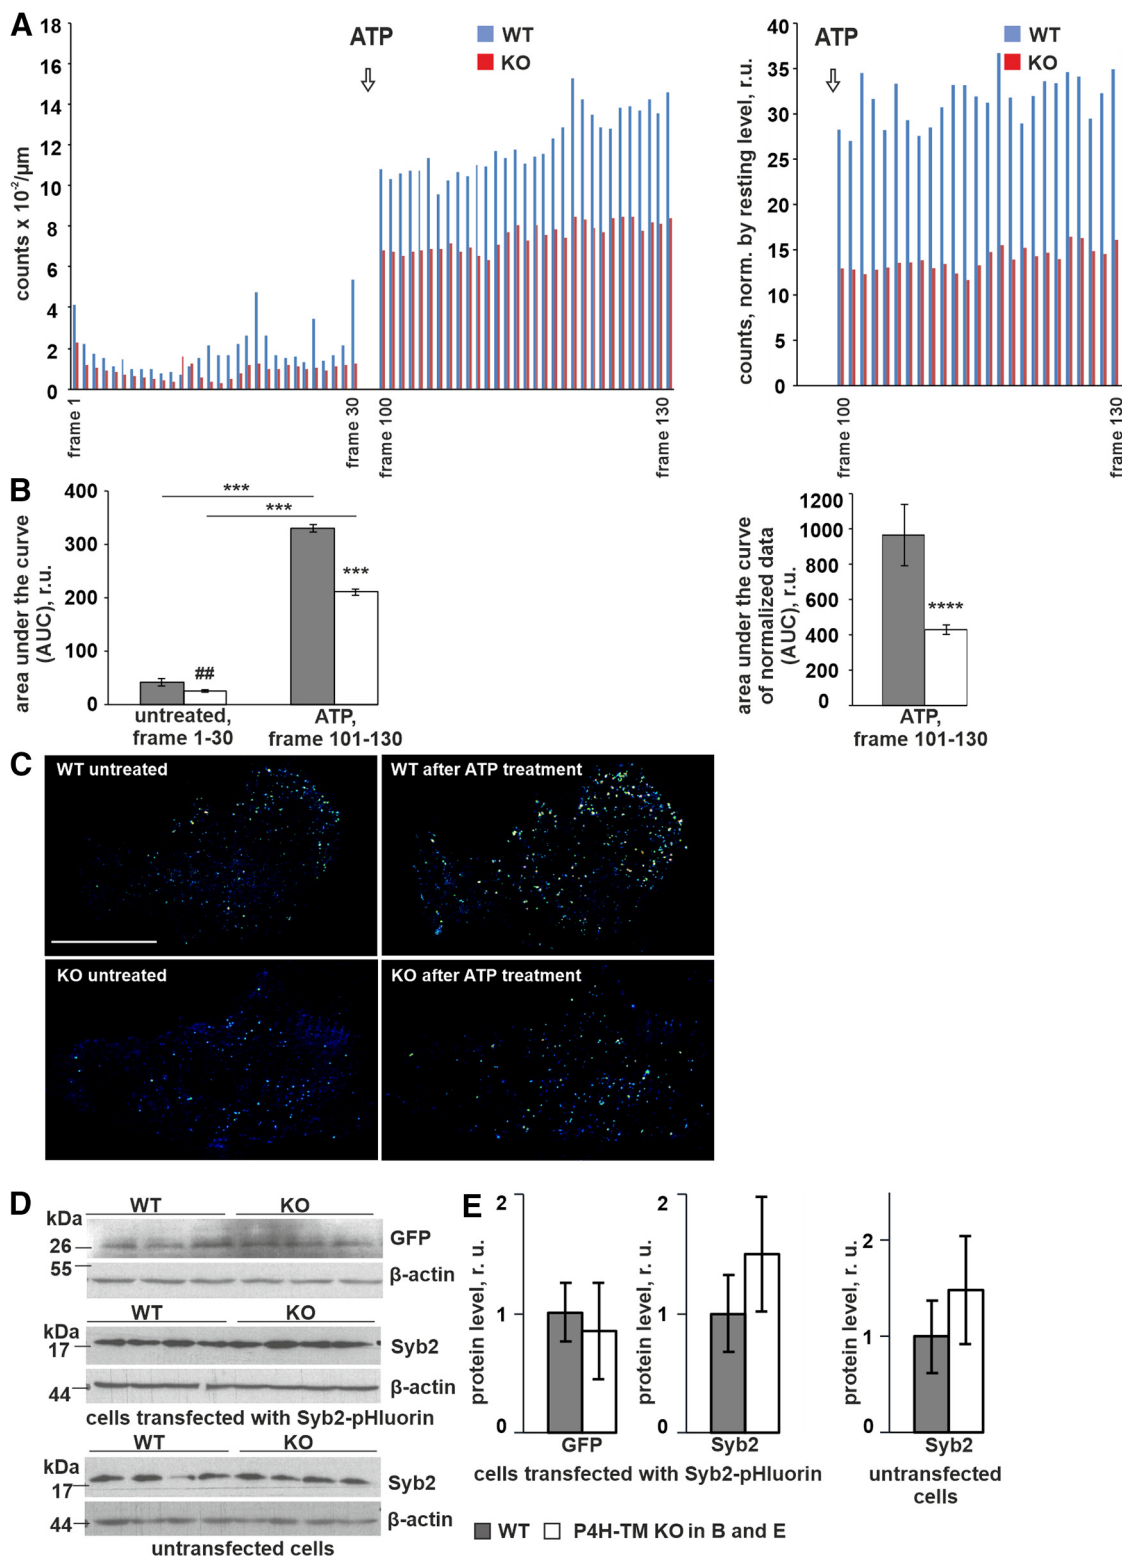 A
18
16
14
12
10
8
6
4
2
0
counts x 10⁻²/µm
ATP
WT
KO
frame 1
frame 30
frame 100
frame 130
40
35
30
25
20
15
10
5
0
counts, norm. by resting level, r.u.
ATP
WT
KO
frame 100
frame 130
B
400
300
200
100
0
area under the curve
(AUC), r.u.
***
***
***
##
untreated,
frame 1-30
ATP,
frame 101-130
1200
1000
800
600
400
200
0
area under the curve
of normalized data
(AUC), r.u.
****
ATP,
frame 101-130
C
WT untreated
WT after ATP treatment
KO untreated
KO after ATP treatment
D
WT KO
kDa
26
GFP
55
β-actin
WT KO
kDa
17
Syb2
44
β-actin
cells transfected with Syb2-pHluorin
WT KO
kDa
17
Syb2
44
β-actin
untransfected cells
E
2
1
0
protein level, r. u.
GFP
2
1
0
protein level, r. u.
Syb2
cells transfected with Syb2-pHluorin
2
1
0
protein level, r. u.
Syb2
untransfected
cells
WT P4H-TM KO in B and E